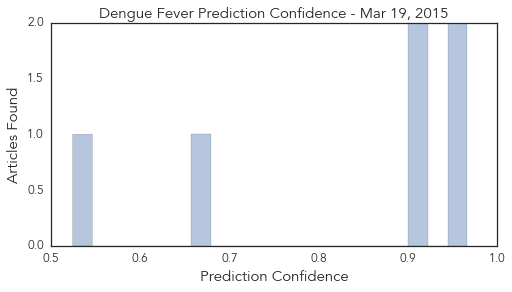 Dengue Fever Prediction Confidence - Mar 19, 2015
2.0
1.5
1.0
0.5
0.0
Articles Found
0.5 0.6 0.7 0.8 0.9 1.0
Prediction Confidence